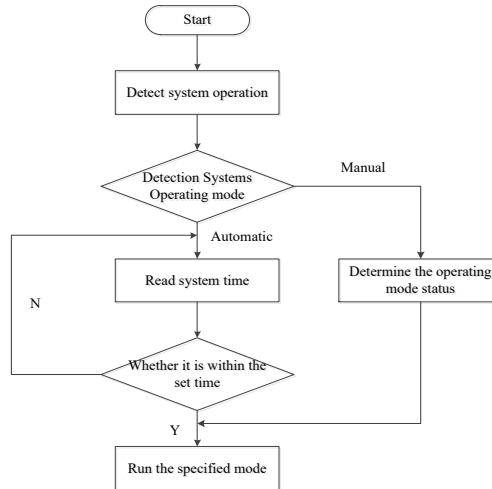 Start
Detect system operation
Detection Systems
Operating mode
Manual
Automatic
Read system time
Determine the operating
mode status
N
Whether it is within the
set time
Y
Run the specified mode